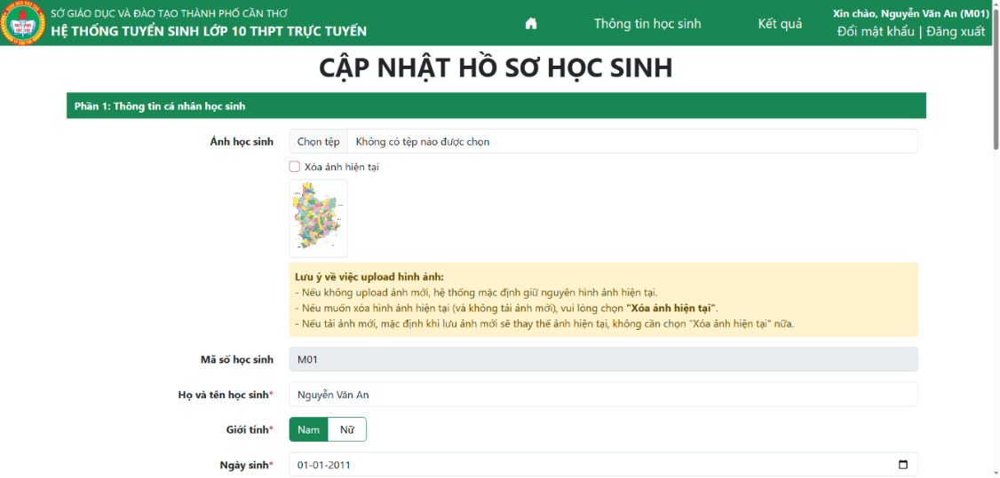 SỞ GIÁO DỤC VÀ ĐÀO TẠO THÀNH PHỐ CẦN THƠ
HỆ THỐNG TUYỂN SINH LỚP 10 THPT TRỰC TUYẾN
Thông tin học sinh
Kết quả
Xin chào, Nguyễn Văn An (M01)
Đổi mật khẩu | Đăng xuất
CẬP NHẬT HỒ SƠ HỌC SINH
Phần 1: Thông tin cá nhân học sinh
Ảnh học sinh
Chọn tệp Không có tệp nào được chọn
Xóa ảnh hiện tại
Lưu ý về việc upload hình ảnh:
- Nếu không upload ảnh mới, hệ thống mặc định giữ nguyên hình ảnh hiện tại.
- Nếu muốn xóa hình ảnh hiện tại (và không tải ảnh mới), vui lòng chọn "Xóa ảnh hiện tại".
- Nếu tải ảnh mới, mặc định khi lưu ảnh mới sẽ thay thế ảnh hiện tại, không cần chọn "Xóa ảnh hiện tại" nữa.
Mã số học sinh M01
Họ và tên học sinh* Nguyễn Văn An
Giới tính* Nam Nữ
Ngày sinh* 01-01-2011